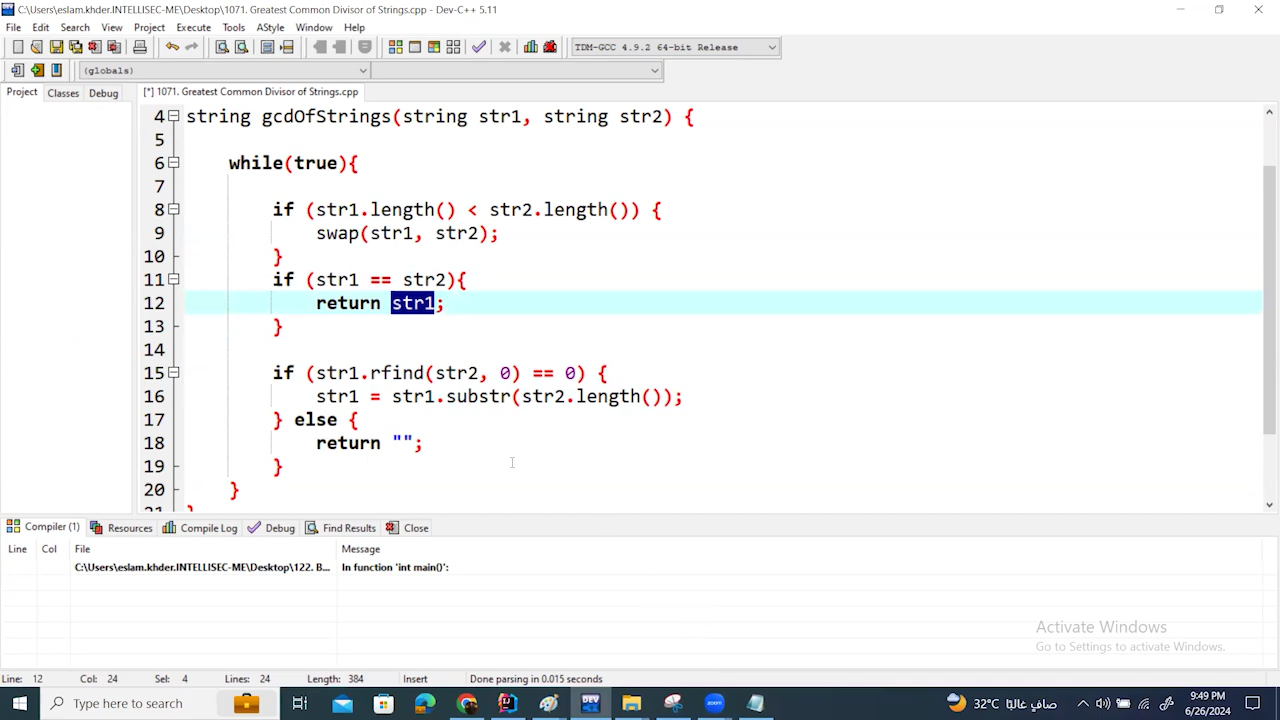 C:\Users\eslam.khder.INTELLISEC-ME\Desktop\1071. Greatest Common Divisor of Strings.cpp - Dev-C++ 5.11
File Edit Search View Project Execute Tools AStyle Window Help
TDM-GCC 4.9.2 64-bit Release
(globals)
Project Classes Debug [*] 1071. Greatest Common Divisor of Strings.cpp
4 string gcdOfStrings(string str1, string str2) {
5
6 while(true){
7
8 if (str1.length() < str2.length()) {
9 swap(str1, str2);
10 }
11 if (str1 == str2){
12 return str1;
13 }
14
15 if (str1.rfind(str2, 0) == 0) {
16 str1 = str1.substr(str2.length());
17 } else {
18 return "";
19 }
20 }
21 }
Compiler (1) Resources Compile Log Debug Find Results Close
Line Col File Message
C:\Users\eslam.khder.INTELLISEC-ME\Desktop\122. B... In function 'int main()':
Activate Windows
Go to Settings to activate Windows.
Line: 12 Col: 24 Sel: 4 Lines: 24 Length: 384 Insert Done parsing in 0.015 seconds
Type here to search
DEV
zoom
32°C صافي غالبًا
9:49 PM
6/26/2024